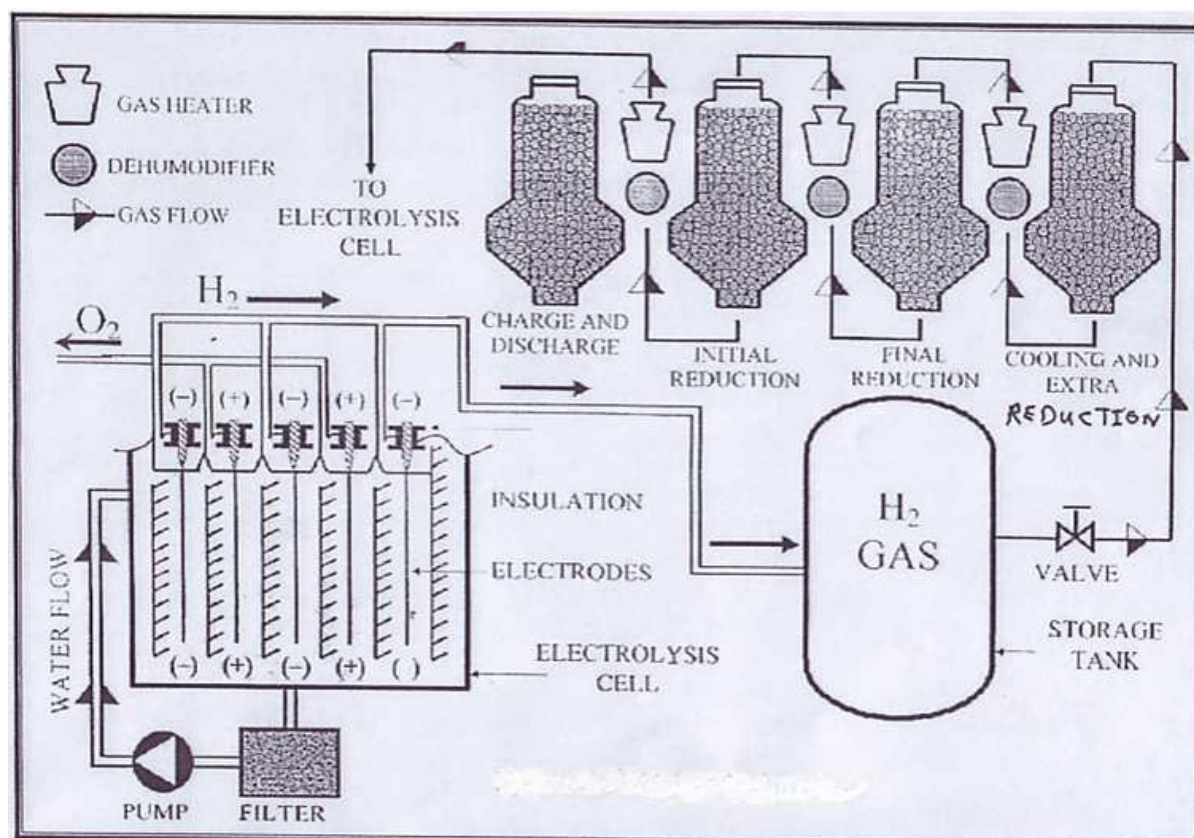 GAS HEATER
DEHUMODIFIER
GAS FLOW
TO
ELECTROLYSIS
CELL
CHARGE AND
DISCHARGE
INITIAL
REDUCTION
FINAL
REDUCTION
COOLING AND
EXTRA
REDUCTION
H₂
O₂
(-) (+) (-) (+) (-)
INSULATION
ELECTRODES
ELECTROLYSIS
CELL
(-) (+) (-) (+) ( )
WATER FLOW
PUMP
FILTER
H₂
GAS
VALVE
STORAGE
TANK